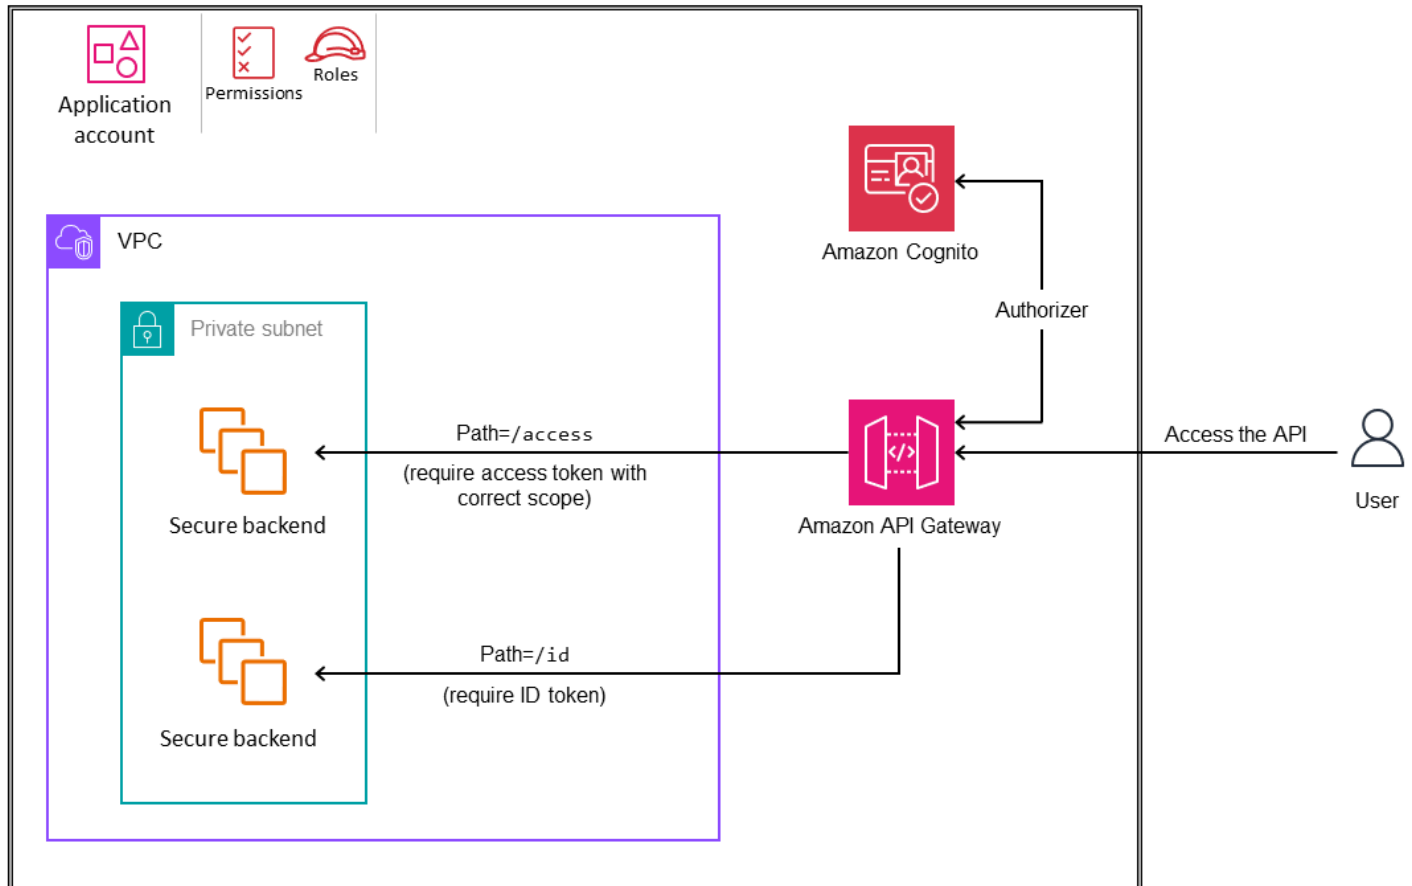 Application
account
Permissions
Roles
Amazon Cognito
VPC
Authorizer
Private subnet
Path=/access
(require access token with
correct scope)
Secure backend
</>
Amazon API Gateway
Access the API
User
Path=/id
(require ID token)
Secure backend